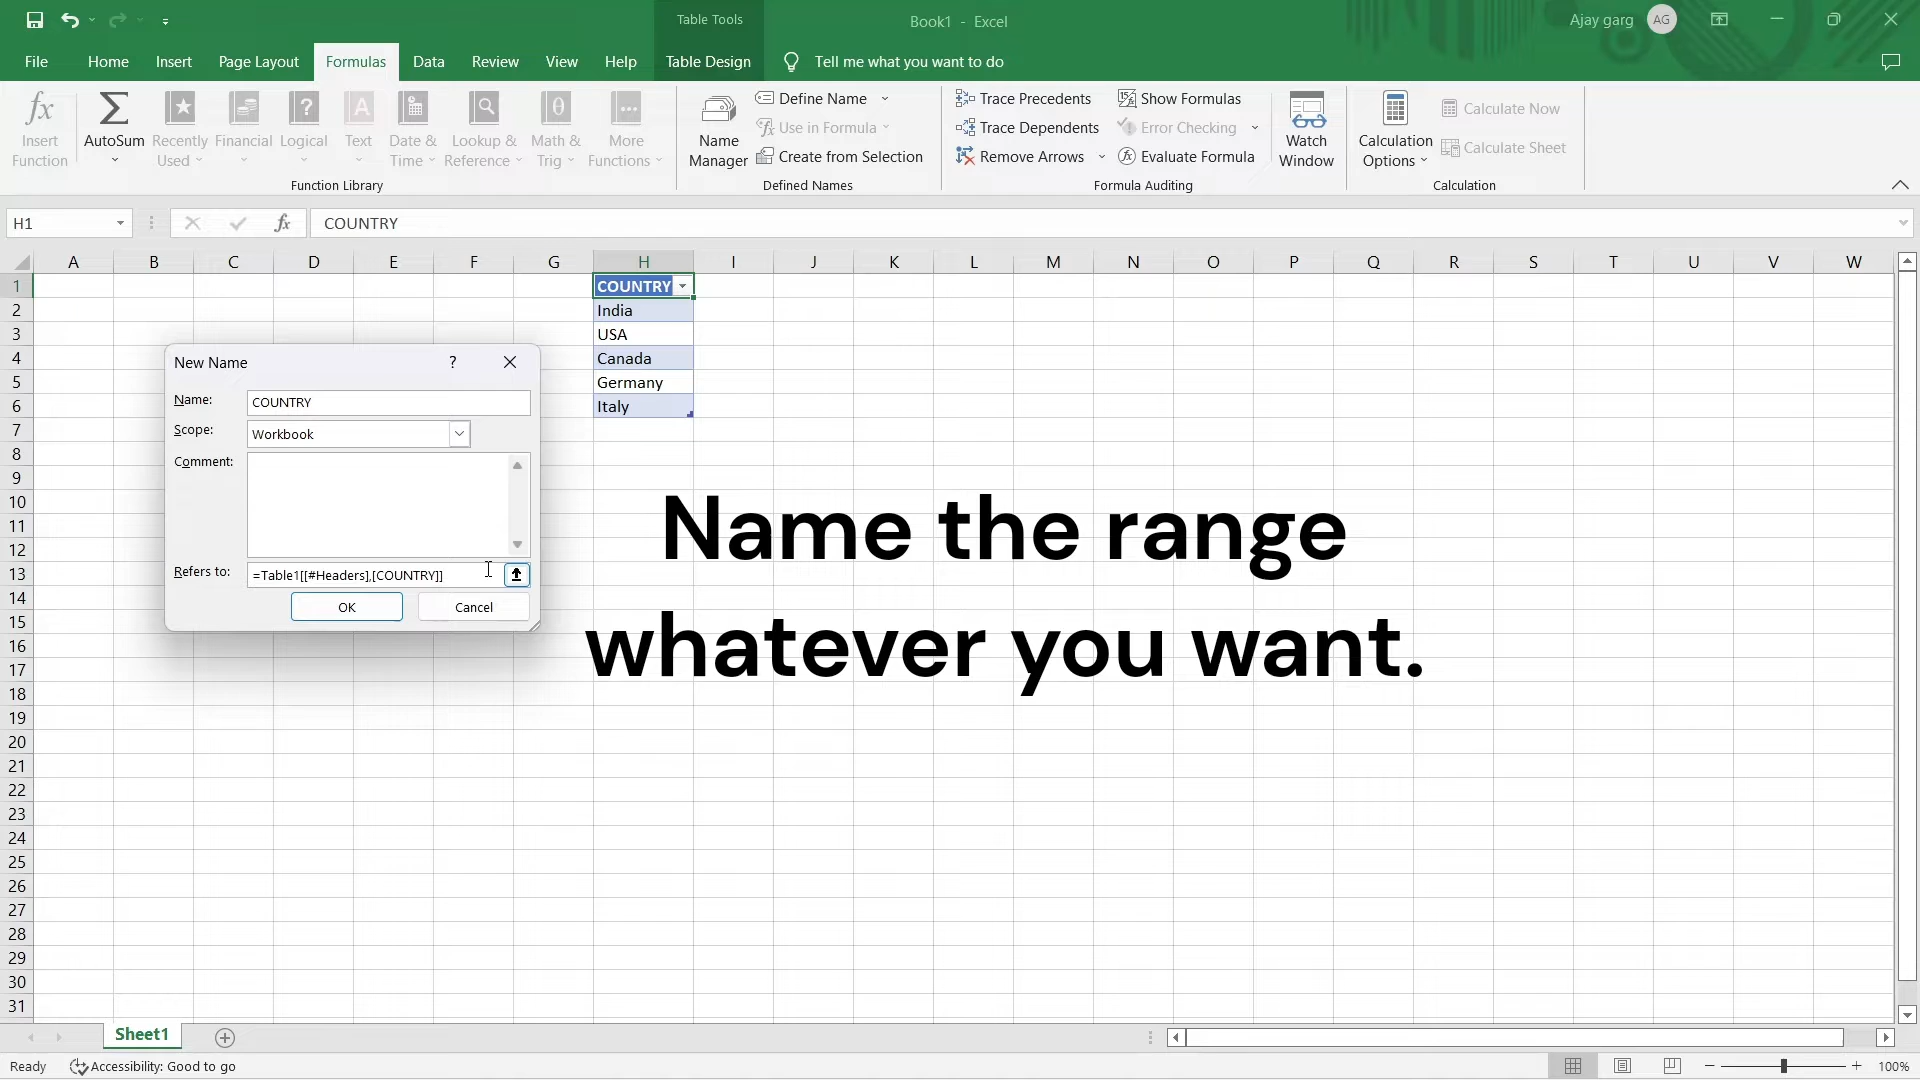 Table Tools
Book1 - Excel
Ajay garg
AG
File
Home
Insert
Page Layout
Formulas
Data
Review
View
Help
Table Design
Tell me what you want to do
Insert
Function
AutoSum
Recently
Used
Financial
Logical
Text
Date &
Time
Lookup &
Reference
Math &
Trig
More
Functions
Function Library
Name
Manager
Define Name
Use in Formula
Create from Selection
Defined Names
Trace Precedents
Trace Dependents
Remove Arrows
Show Formulas
Error Checking
Evaluate Formula
Formula Auditing
Watch
Window
Calculation
Options
Calculate Now
Calculate Sheet
Calculation
H1
fx
COUNTRY
A B C D E F G H I J K L M N O P Q R S T U V W
1 COUNTRY
2 India
3 USA
4 Canada
5 Germany
6 Italy
7
8
9
10
11
12
13
14
15
16
17
18
19
20
21
22
23
24
25
26
27
28
29
30
31
New Name
?
Name:
COUNTRY
Scope:
Workbook
Comment:
Refers to:
=Table1[[#Headers],[COUNTRY]]
OK
Cancel
Name the range
whatever you want.
Sheet1
Ready
Accessibility: Good to go
100%